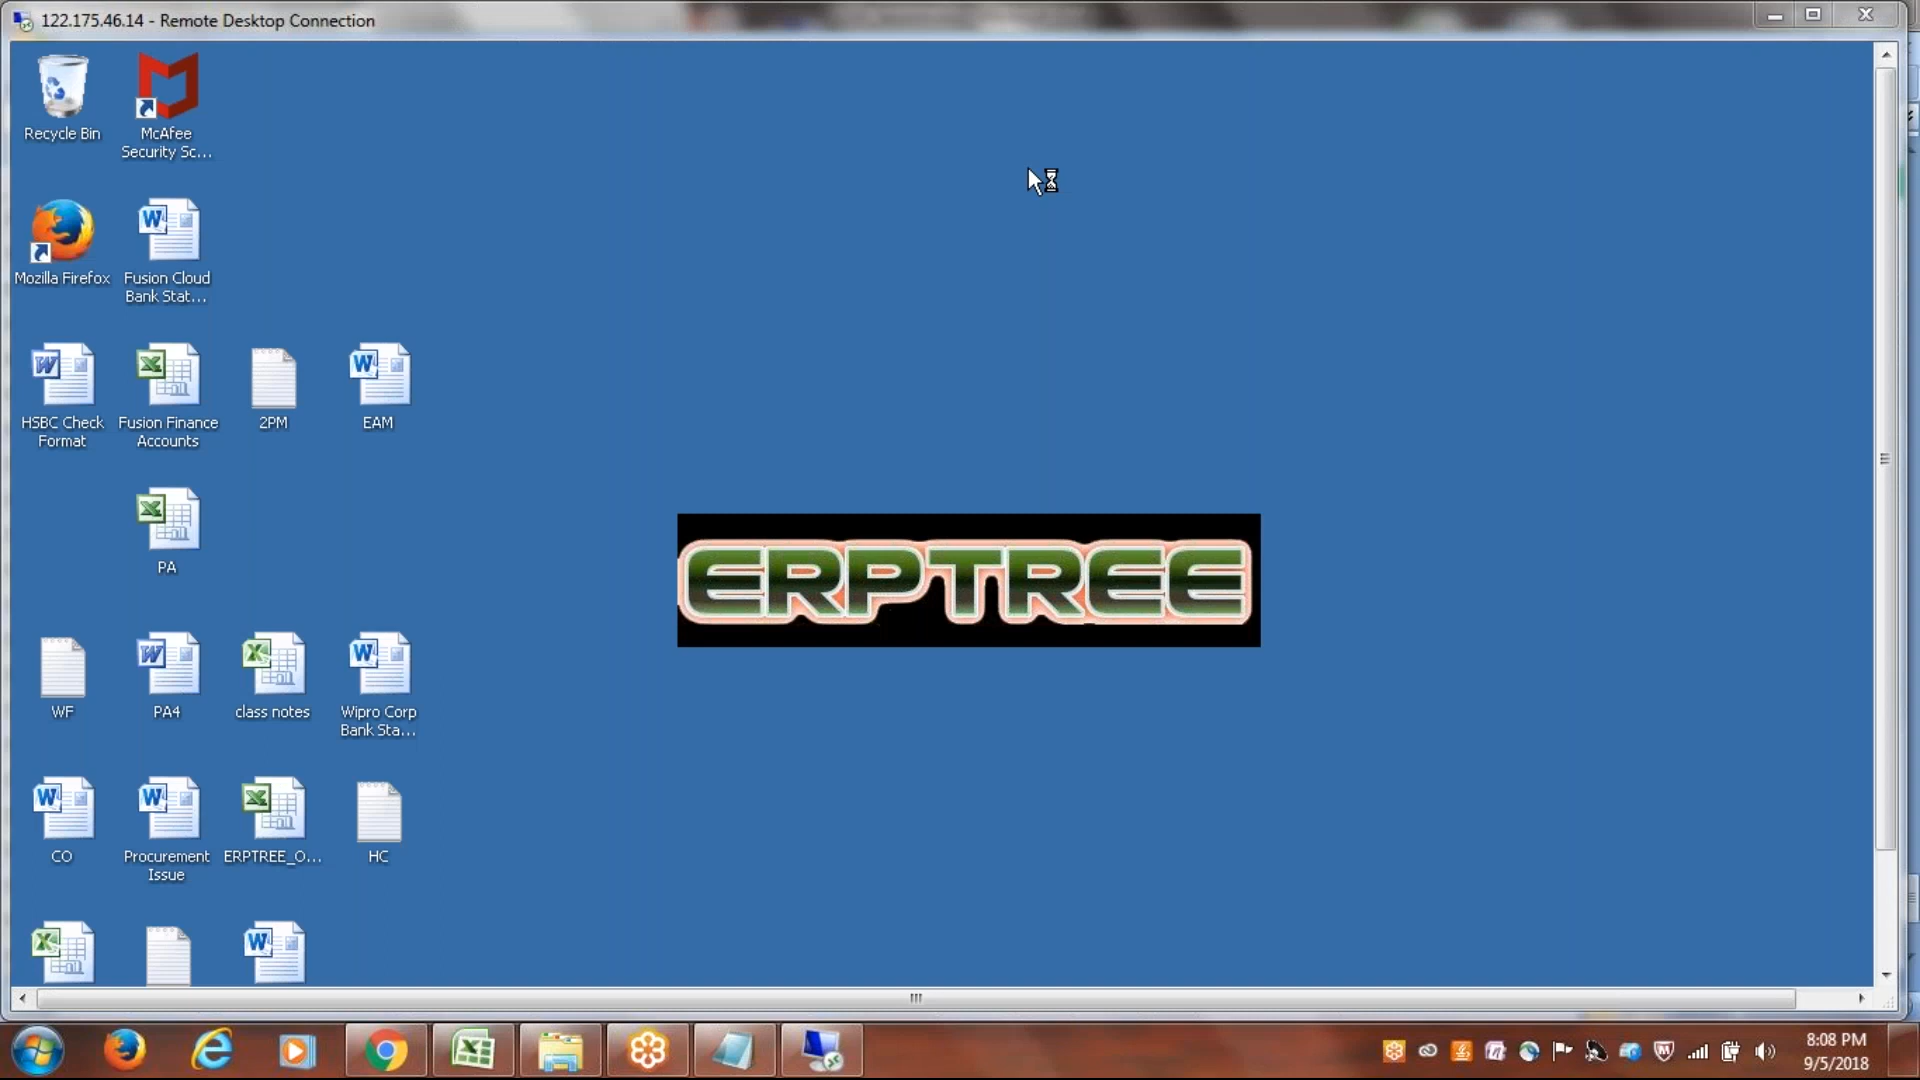 122.175.46.14 - Remote Desktop Connection
Recycle Bin
McAfee
Security Sc...
Mozilla Firefox
Fusion Cloud
Bank Stat...
HSBC Check
Format
Fusion Finance
Accounts
2PM
EAM
PA
ERPTREE
WF
PA4
class notes
Wipro Corp
Bank Sta...
CO
Procurement
Issue
ERPTREE_O...
HC
8:08 PM
9/5/2018